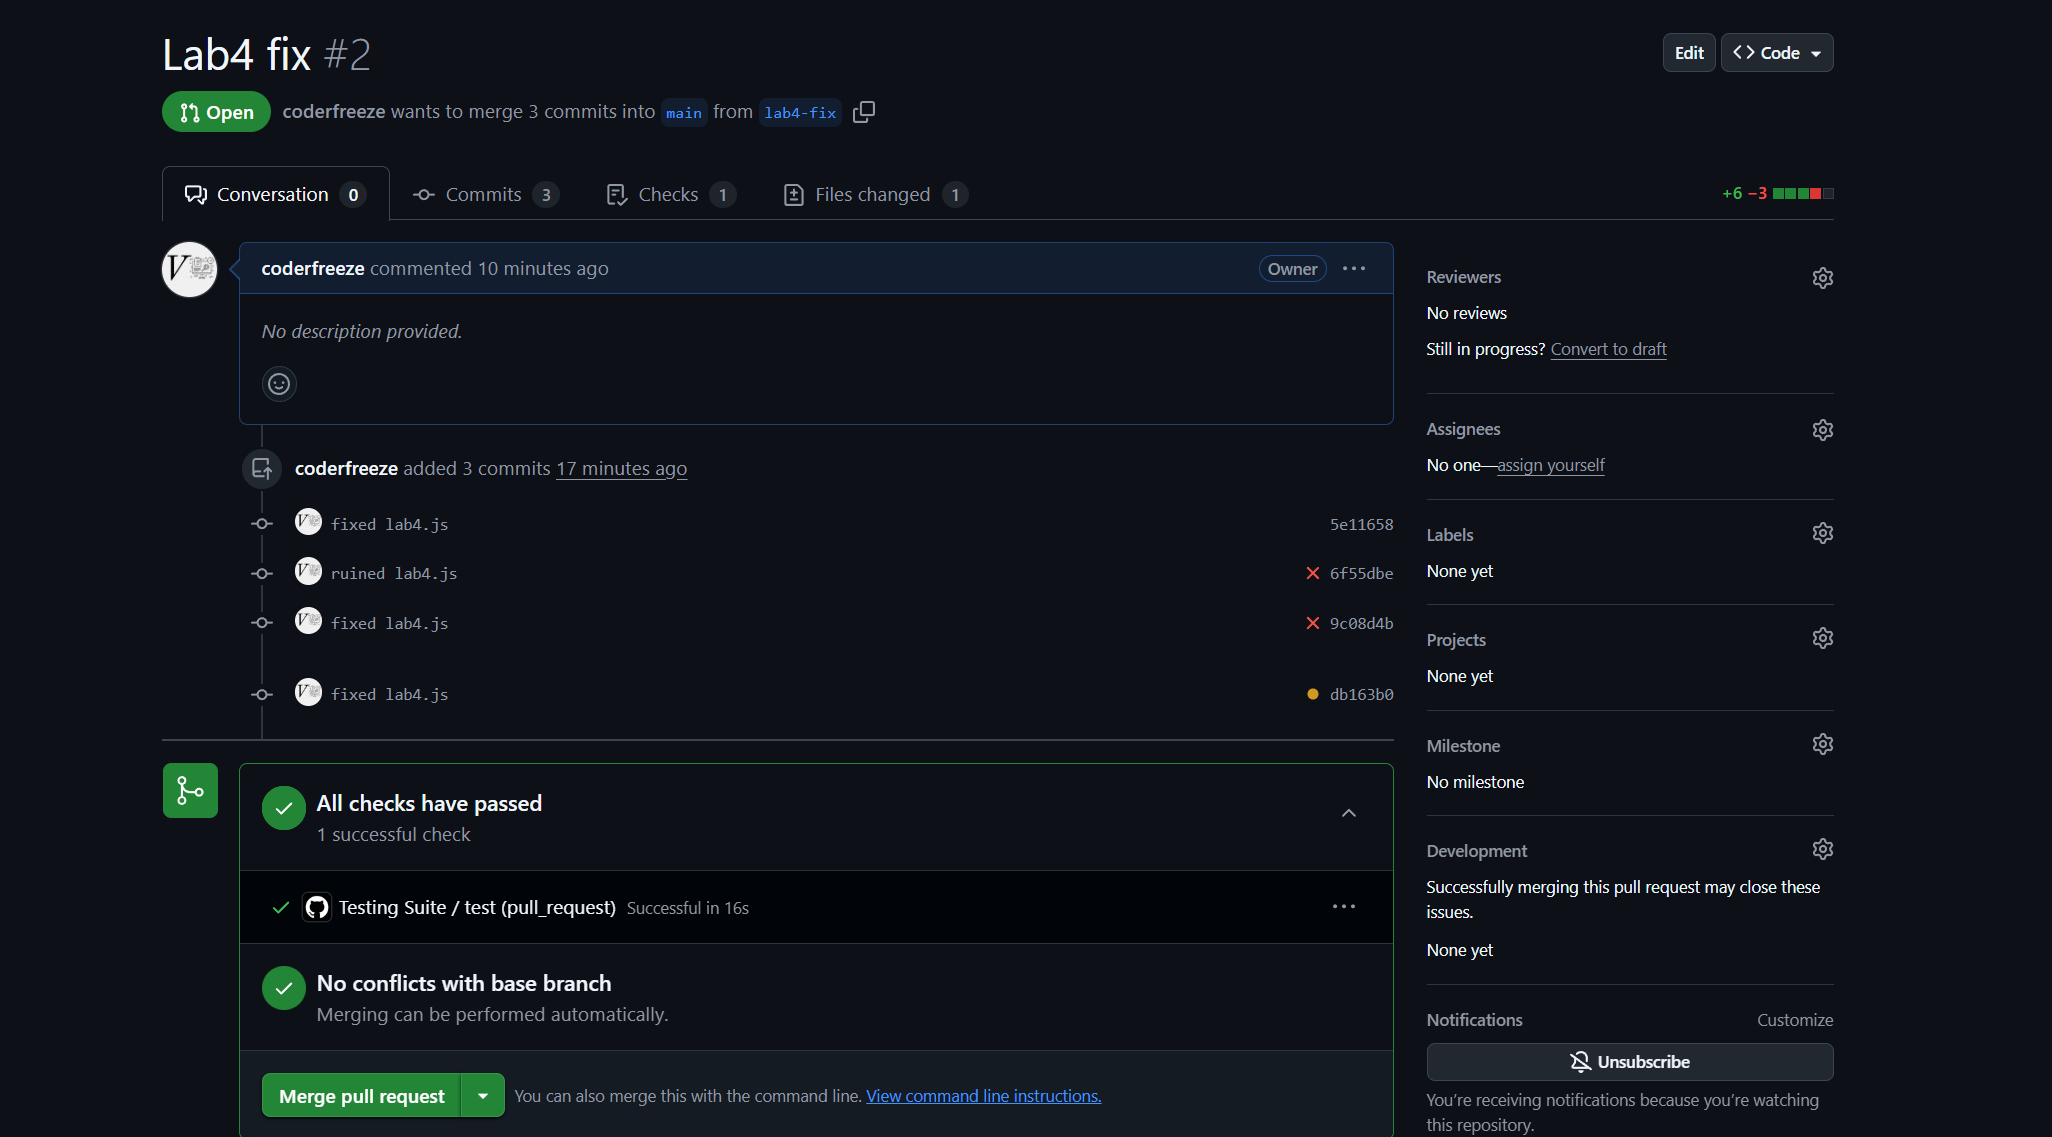 Lab4 fix #2
Edit
Code
Open
coderfreeze wants to merge 3 commits into main from lab4-fix
Conversation 0
Commits 3
Checks 1
Files changed 1
+6 −3
coderfreeze commented 10 minutes ago
Owner
No description provided.
coderfreeze added 3 commits 17 minutes ago
fixed lab4.js
5e11658
ruined lab4.js
6f55dbe
fixed lab4.js
9c08d4b
fixed lab4.js
db163b0
All checks have passed
1 successful check
Testing Suite / test (pull_request) Successful in 16s
No conflicts with base branch
Merging can be performed automatically.
Merge pull request
You can also merge this with the command line. View command line instructions.
Reviewers
No reviews
Still in progress? Convert to draft
Assignees
No one—assign yourself
Labels
None yet
Projects
None yet
Milestone
No milestone
Development
Successfully merging this pull request may close these
issues.
None yet
Notifications
Customize
Unsubscribe
You're receiving notifications because you're watching
this repository.